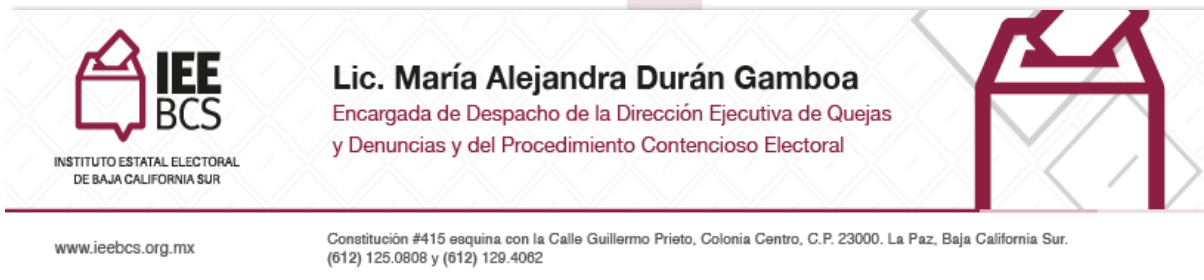 IEE
BCS
INSTITUTO ESTATAL ELECTORAL
DE BAJA CALIFORNIA SUR
Lic. María Alejandra Durán Gamboa
Encargada de Despacho de la Dirección Ejecutiva de Quejas
y Denuncias y del Procedimiento Contencioso Electoral
www.ieebcs.org.mx
Constitución #415 esquina con la Calle Guillermo Prieto, Colonia Centro, C.P. 23000. La Paz, Baja California Sur.
(612) 125.0808 y (612) 129.4062